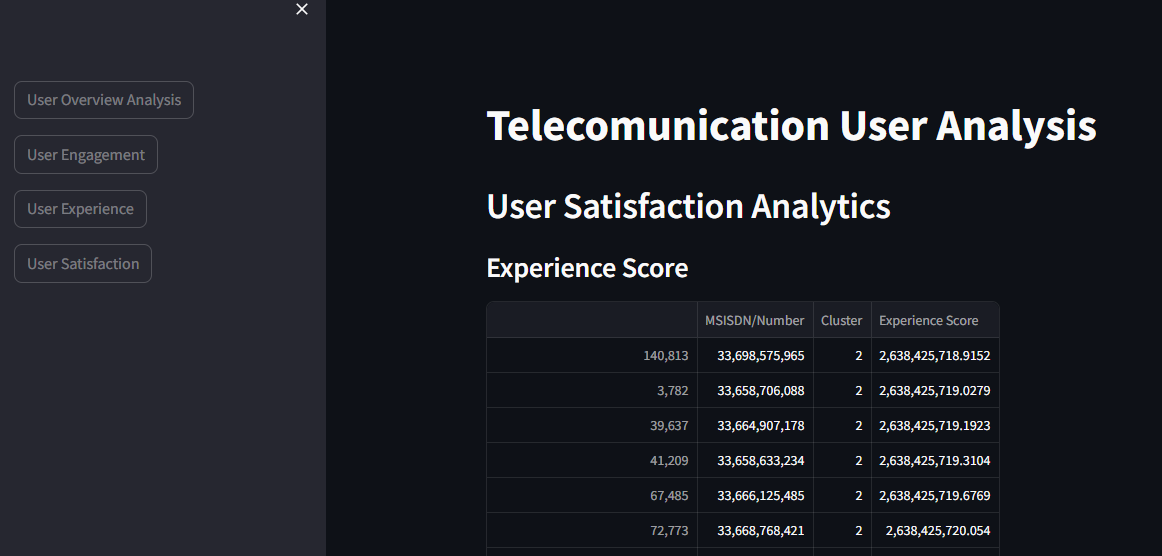 User Overview Analysis
User Engagement
User Experience
User Satisfaction
Telecomunication User Analysis
User Satisfaction Analytics
Experience Score
MSISDN/Number Cluster Experience Score
140,813 33,698,575,965 2 2,638,425,718.9152
3,782 33,658,706,088 2 2,638,425,719.0279
39,637 33,664,907,178 2 2,638,425,719.1923
41,209 33,658,633,234 2 2,638,425,719.3104
67,485 33,666,125,485 2 2,638,425,719.6769
72,773 33,668,768,421 2 2,638,425,720.054